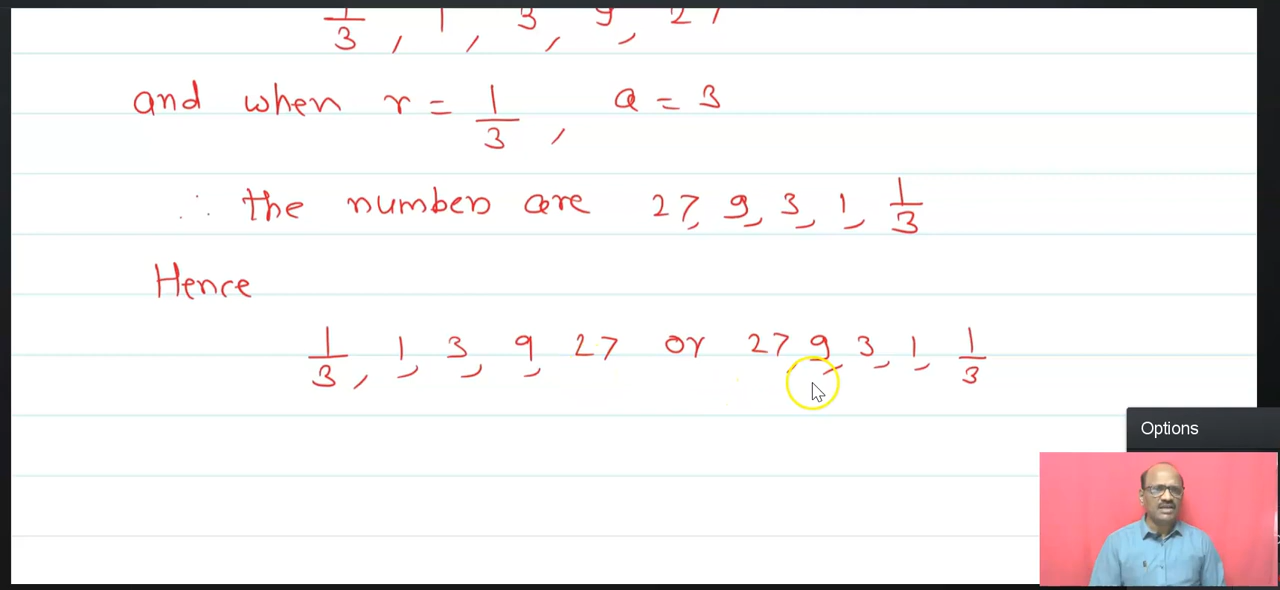 1/3, 1, 3, 9, 27
and when r = 1/3, a = 3
∴ the numbers are 27, 9, 3, 1, 1/3
Hence
1/3, 1, 3, 9, 27 or 27, 9, 3, 1, 1/3
Options